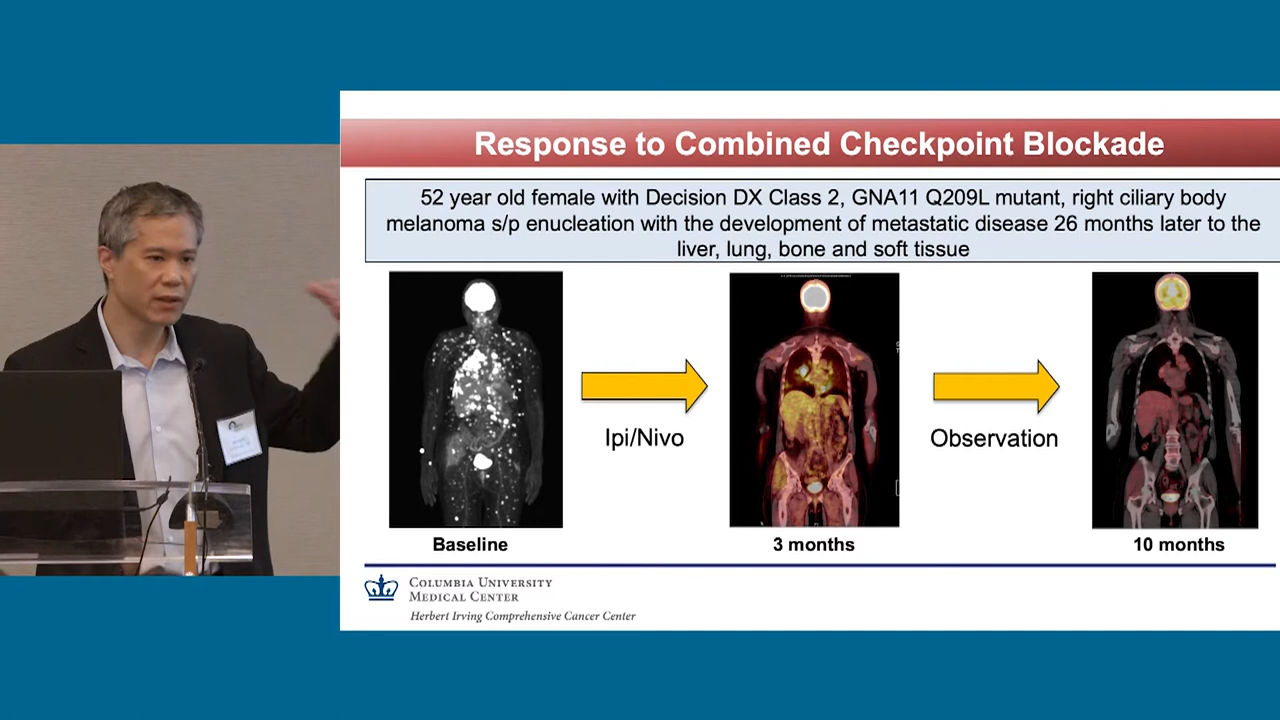 Response to Combined Checkpoint Blockade
52 year old female with Decision DX Class 2, GNA11 Q209L mutant, right ciliary body
melanoma s/p enucleation with the development of metastatic disease 26 months later to the
liver, lung, bone and soft tissue
Ipi/Nivo
Observation
Baseline
3 months
10 months
COLUMBIA UNIVERSITY
MEDICAL CENTER
Herbert Irving Comprehensive Cancer Center